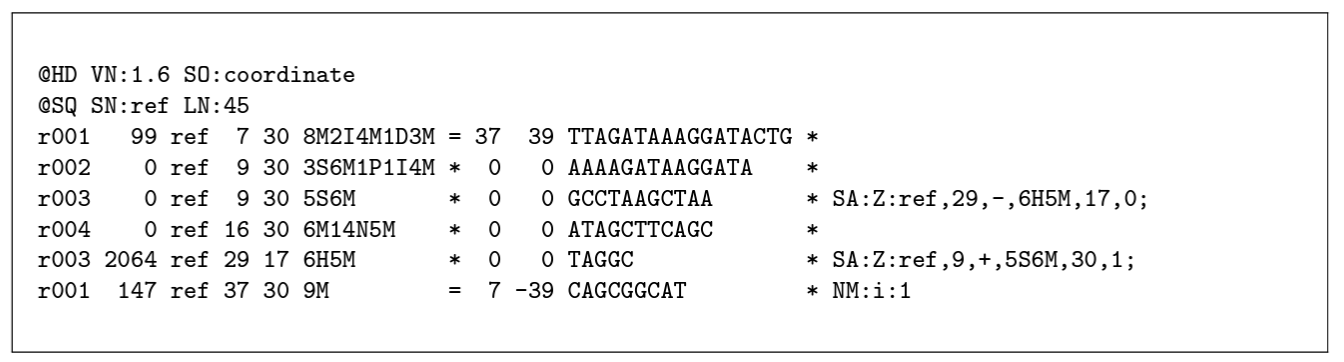 @HD VN:1.6 SO:coordinate
@SQ SN:ref LN:45
r001   99 ref  7 30 8M2I4M1D3M = 37  39 TTAGATAAAGGATACTG *
r002    0 ref  9 30 3S6M1P1I4M *  0   0 AAAAGATAAGGATA    *
r003    0 ref  9 30 5S6M       *  0   0 GCCTAAGCTAA       * SA:Z:ref,29,-,6H5M,17,0;
r004    0 ref 16 30 6M14N5M    *  0   0 ATAGCTTCAGC       *
r003 2064 ref 29 17 6H5M       *  0   0 TAGGC             * SA:Z:ref,9,+,5S6M,30,1;
r001  147 ref 37 30 9M         =  7 -39 CAGCGGCAT         * NM:i:1